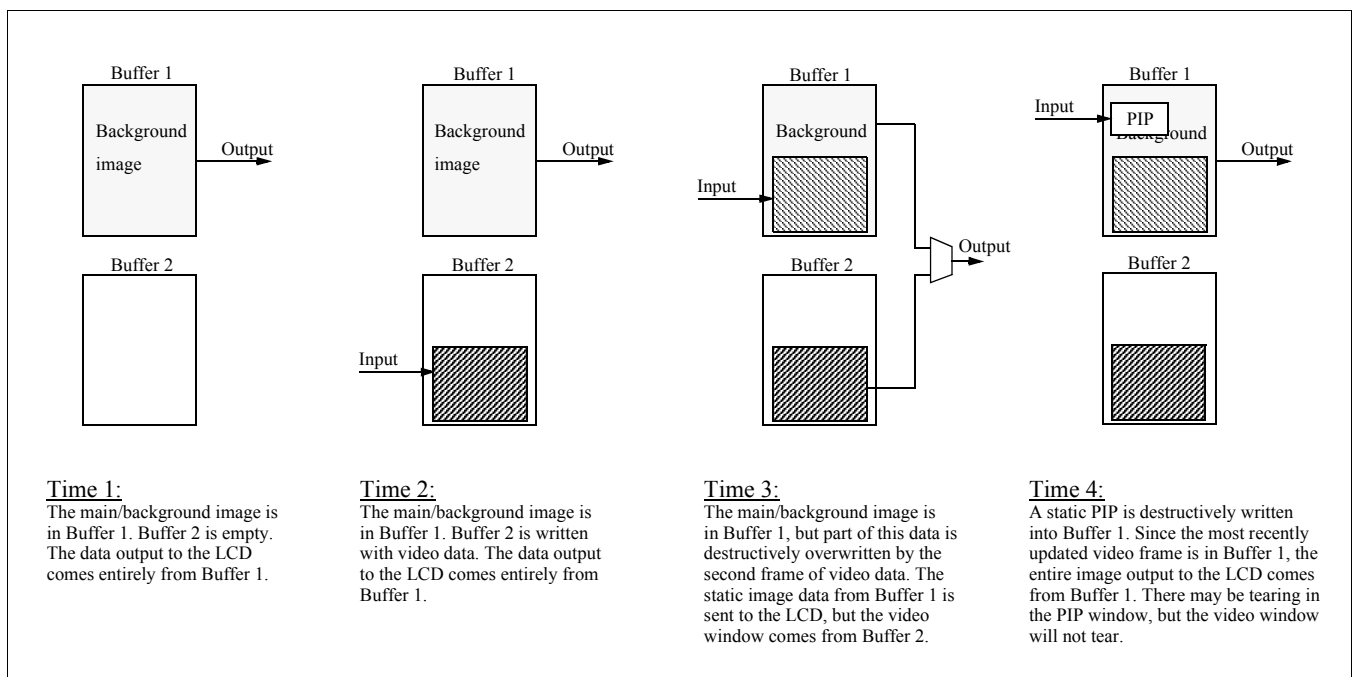 Buffer 1
Background
image
Output
Buffer 2
Time 1:
The main/background image is
in Buffer 1. Buffer 2 is empty.
The data output to the LCD
comes entirely from Buffer 1.
Buffer 1
Background
image
Output
Buffer 2
Input
Time 2:
The main/background image is
in Buffer 1. Buffer 2 is written
with video data. The data output
to the LCD comes entirely from
Buffer 1.
Buffer 1
Background
Input
Output
Buffer 2
Time 3:
The main/background image is
in Buffer 1, but part of this data is
destructively overwritten by the
second frame of video data. The
static image data from Buffer 1 is
sent to the LCD, but the video
window comes from Buffer 2.
Buffer 1
Input
PIP
Background
Output
Buffer 2
Time 4:
A static PIP is destructively written
into Buffer 1. Since the most recently
updated video frame is in Buffer 1, the
entire image output to the LCD comes
from Buffer 1. There may be tearing in
the PIP window, but the video window
will not tear.